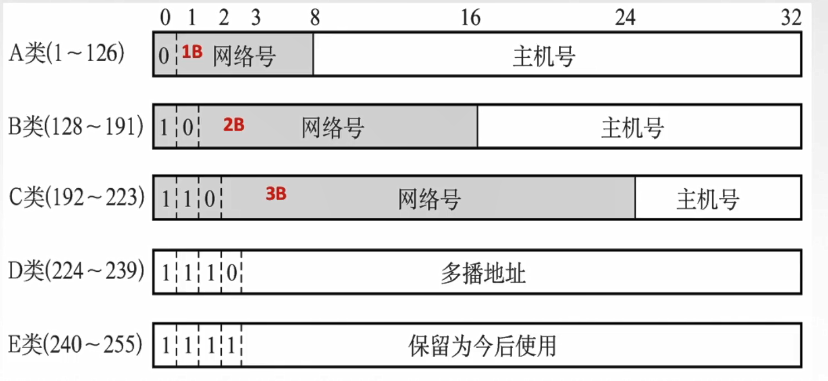 0 1 2 3 8 16 24 32
A类(1～126) 0 1B 网络号 主机号
B类(128～191) 1 0 2B 网络号 主机号
C类(192～223) 1 1 0 3B 网络号 主机号
D类(224～239) 1 1 1 0 多播地址
E类(240～255) 1 1 1 1 保留为今后使用